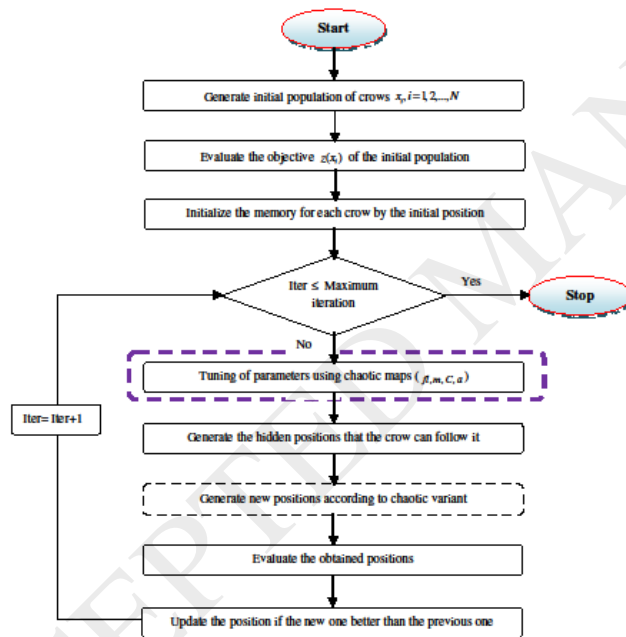 Start
Generate initial population of crows x_i, i=1,2,...,N
Evaluate the objective z(x_i) of the initial population
Initialize the memory for each crow by the initial position
Iter ≤ Maximum
iteration
Yes
Stop
No
Tuning of parameters using chaotic maps (fl, m, C, a)
Iter= Iter+1
Generate the hidden positions that the crow can follow it
Generate new positions according to chaotic variant
Evaluate the obtained positions
Update the position if the new one better than the previous one
EPTED MAN